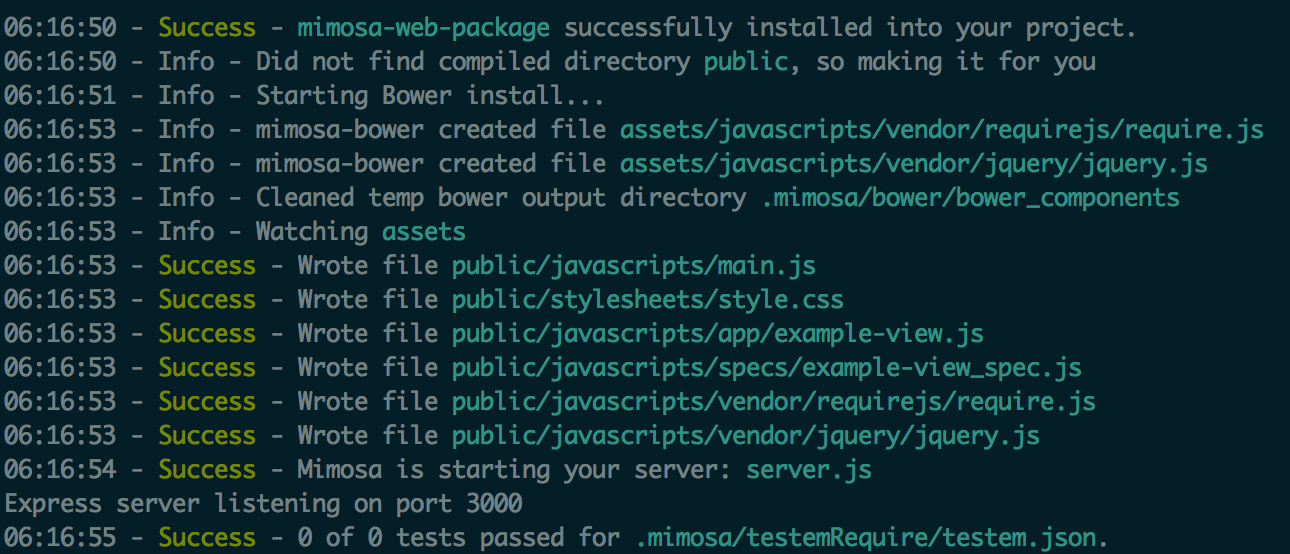 06:16:50 - Success - mimosa-web-package successfully installed into your project.
06:16:50 - Info - Did not find compiled directory public, so making it for you
06:16:51 - Info - Starting Bower install...
06:16:53 - Info - mimosa-bower created file assets/javascripts/vendor/requirejs/require.js
06:16:53 - Info - mimosa-bower created file assets/javascripts/vendor/jquery/jquery.js
06:16:53 - Info - Cleaned temp bower output directory .mimosa/bower/bower_components
06:16:53 - Info - Watching assets
06:16:53 - Success - Wrote file public/javascripts/main.js
06:16:53 - Success - Wrote file public/stylesheets/style.css
06:16:53 - Success - Wrote file public/javascripts/app/example-view.js
06:16:53 - Success - Wrote file public/javascripts/specs/example-view_spec.js
06:16:53 - Success - Wrote file public/javascripts/vendor/requirejs/require.js
06:16:53 - Success - Wrote file public/javascripts/vendor/jquery/jquery.js
06:16:54 - Success - Mimosa is starting your server: server.js
Express server listening on port 3000
06:16:55 - Success - 0 of 0 tests passed for .mimosa/testemRequire/testem.json.